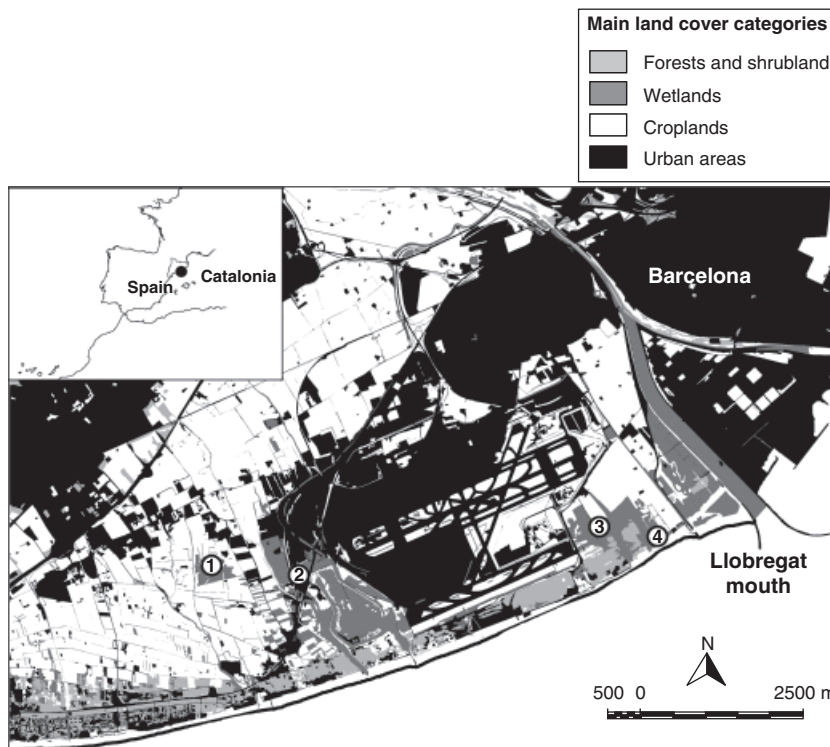 Main land cover categories
Forests and shrubland
Wetlands
Croplands
Urban areas
Spain
Catalonia
Barcelona
1
2
3
4
Llobregat
mouth
N
500 0 2500 m